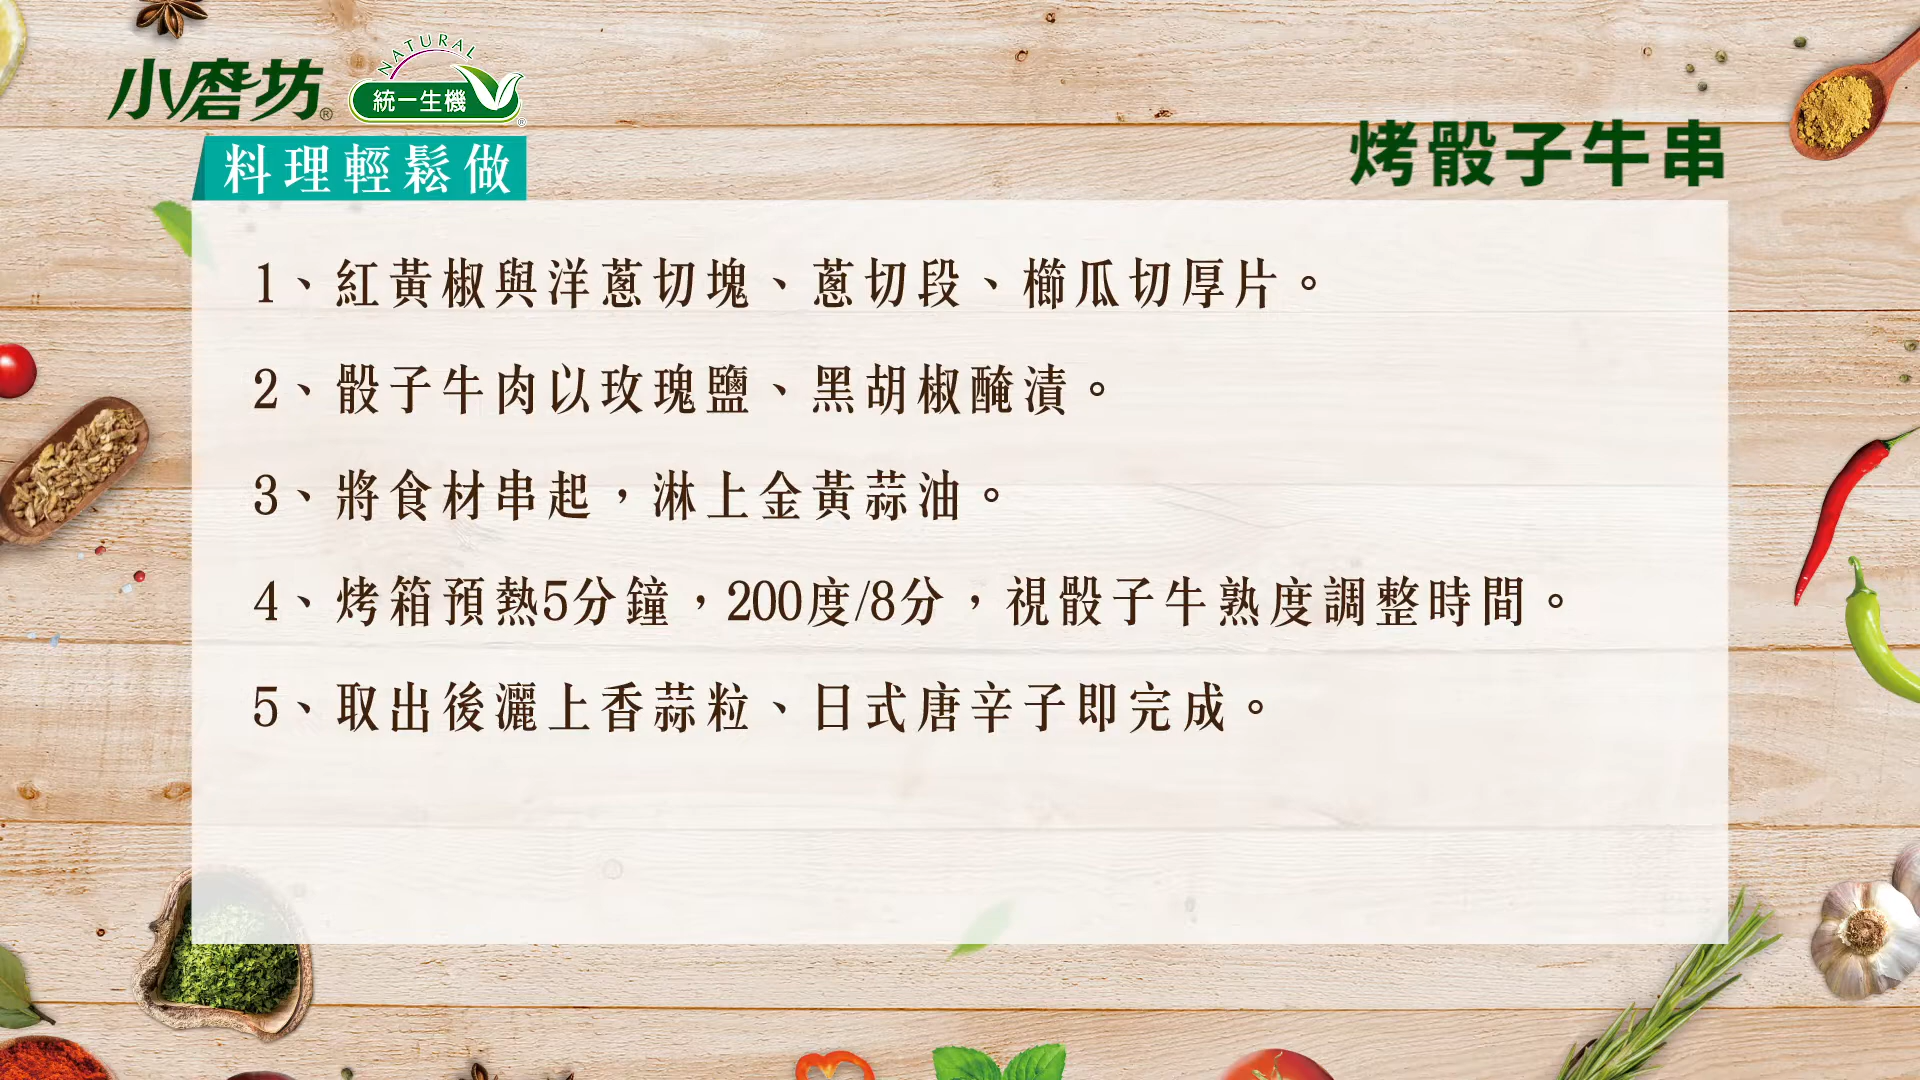 小磨坊®
NATURAL
統一生機®
料理輕鬆做
烤骰子牛串
1、紅黃椒與洋蔥切塊、蔥切段、櫛瓜切厚片。
2、骰子牛肉以玫瑰鹽、黑胡椒醃漬。
3、將食材串起，淋上金黃蒜油。
4、烤箱預熱5分鐘，200度/8分，視骰子牛熟度調整時間。
5、取出後灑上香蒜粒、日式唐辛子即完成。